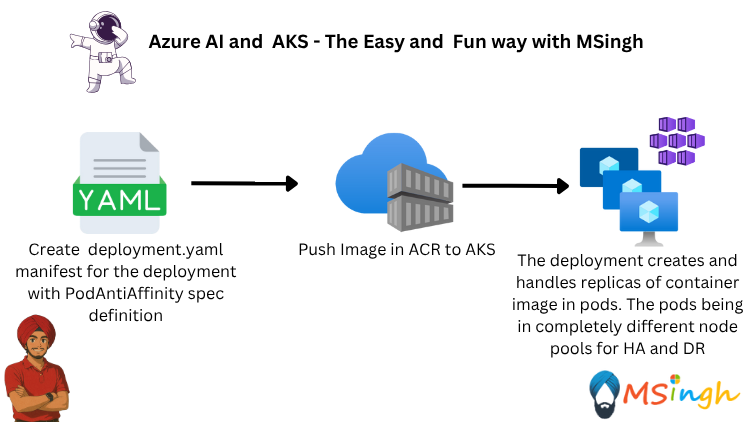 Azure AI and AKS - The Easy and Fun way with MSingh
YAML
Create deployment.yaml
manifest for the deployment
with PodAntiAffinity spec
definition
Push Image in ACR to AKS
The deployment creates and
handles replicas of container
image in pods. The pods being
in completely different node
pools for HA and DR
MSingh